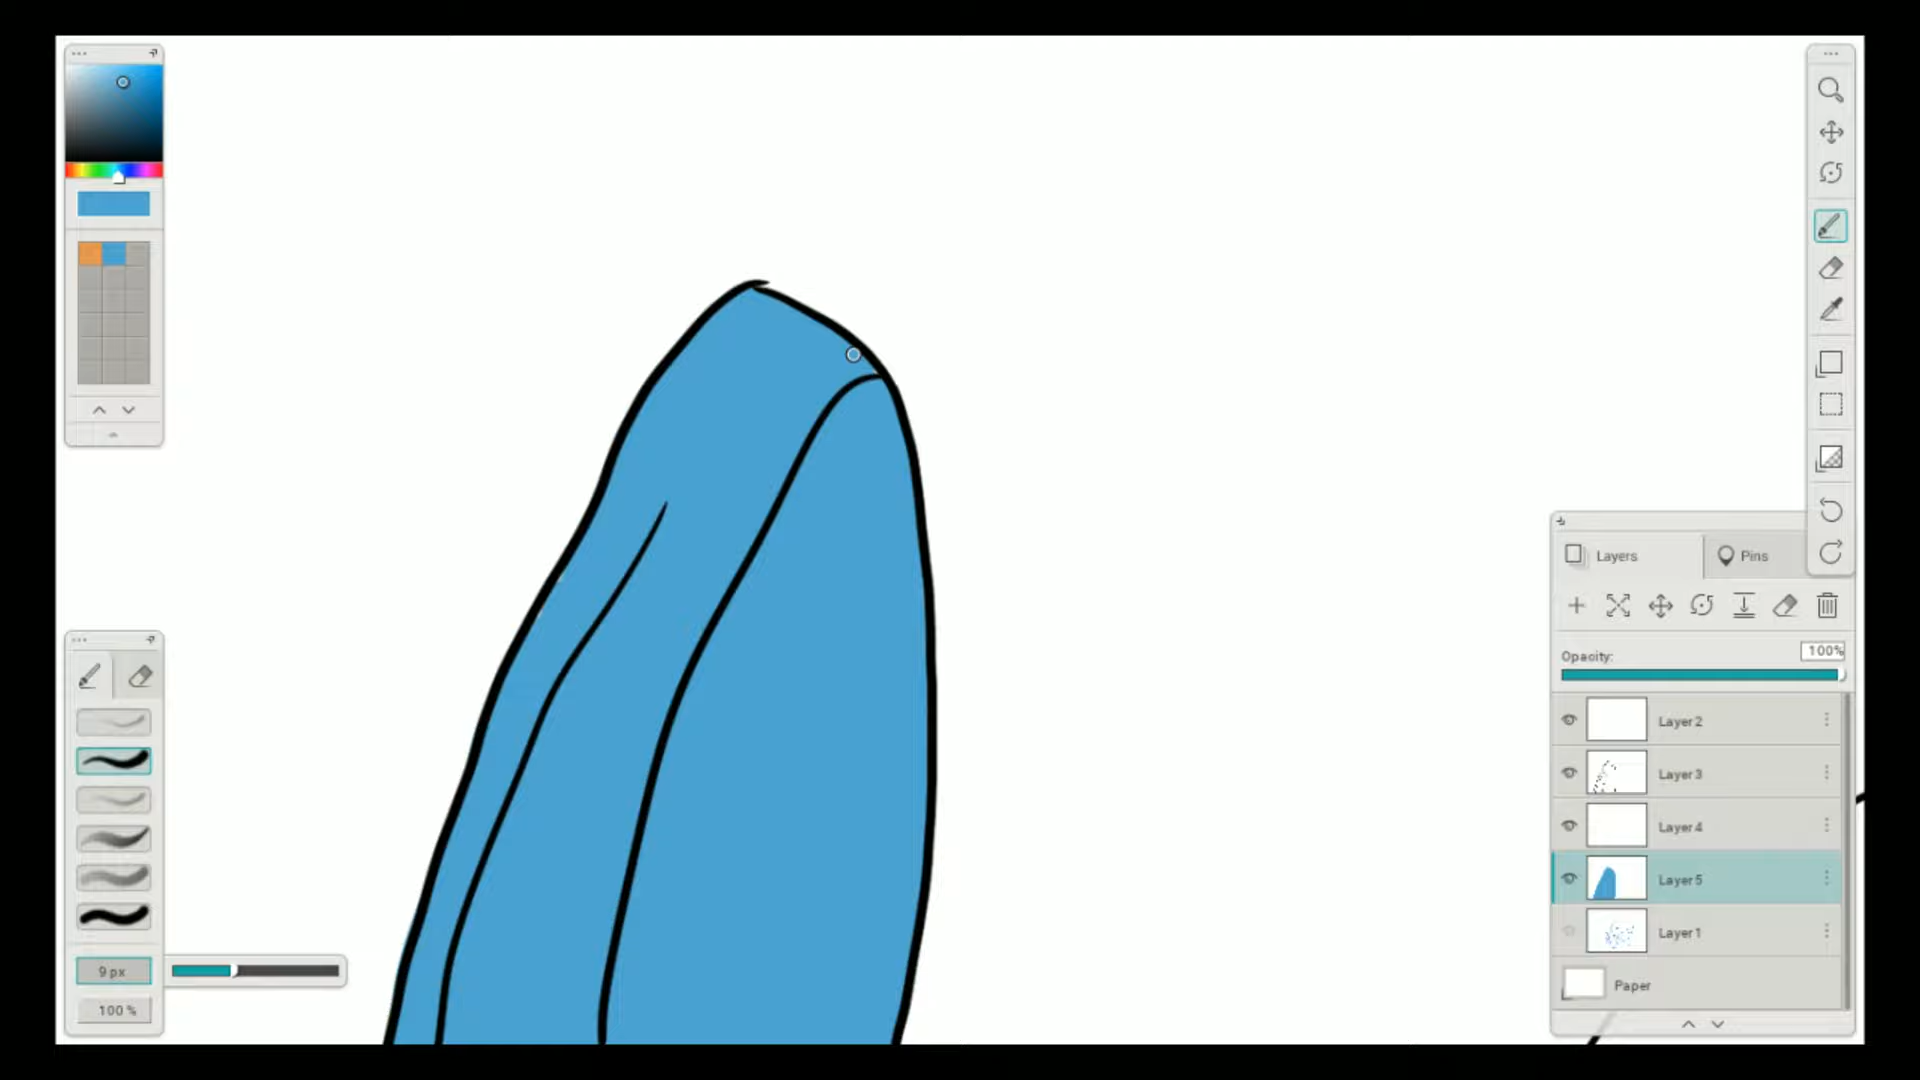 Layers
Pins
Opacity:
100%
Layer 2
Layer 3
Layer 4
Layer 5
Layer 1
Paper
9 px
100 %